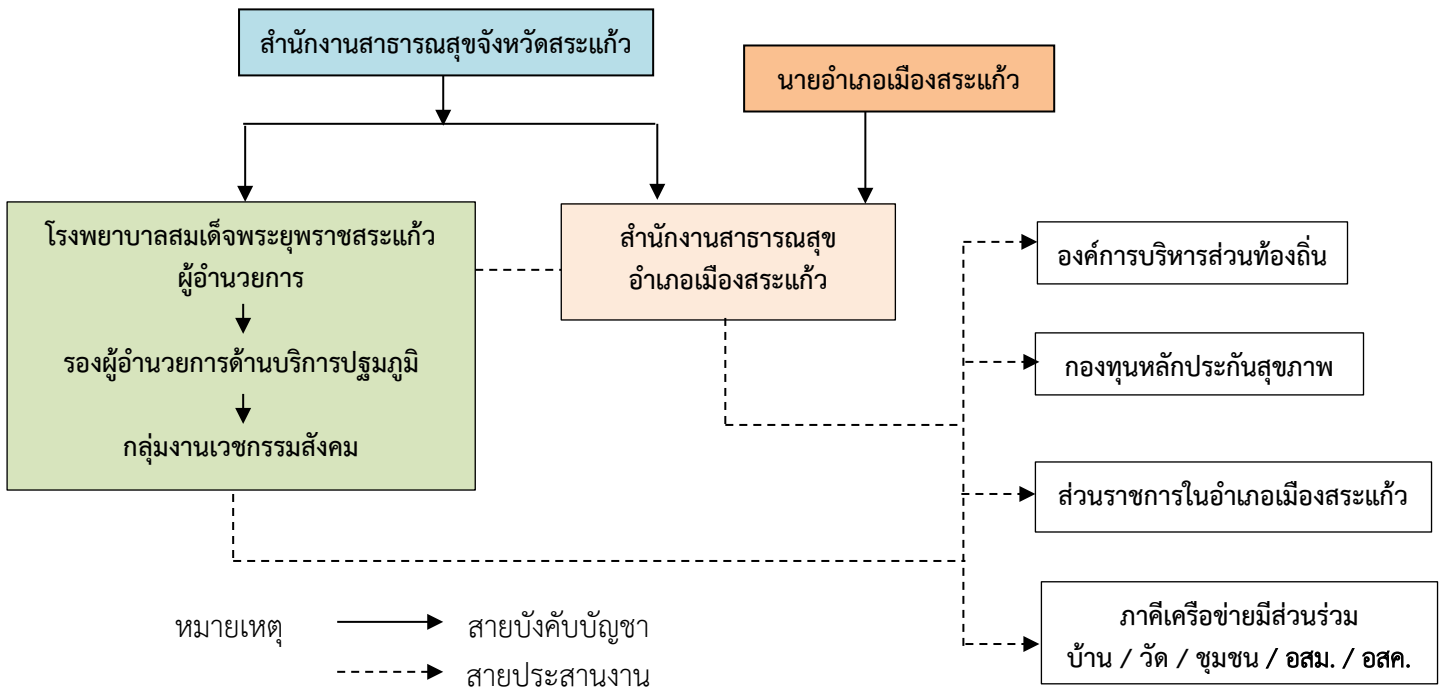 สำนักงานสาธารณสุขจังหวัดสระแก้ว
นายอำเภอเมืองสระแก้ว
โรงพยาบาลสมเด็จพระยุพราชสระแก้ว
ผู้อำนวยการ
รองผู้อำนวยการด้านบริการปฐมภูมิ
กลุ่มงานเวชกรรมสังคม
สำนักงานสาธารณสุข
อำเภอเมืองสระแก้ว
องค์การบริหารส่วนท้องถิ่น
กองทุนหลักประกันสุขภาพ
ส่วนราชการในอำเภอเมืองสระแก้ว
ภาคีเครือข่ายมีส่วนร่วม
บ้าน / วัด / ชุมชน / อสม. / อสค.
หมายเหตุ
สายบังคับบัญชา
สายประสานงาน